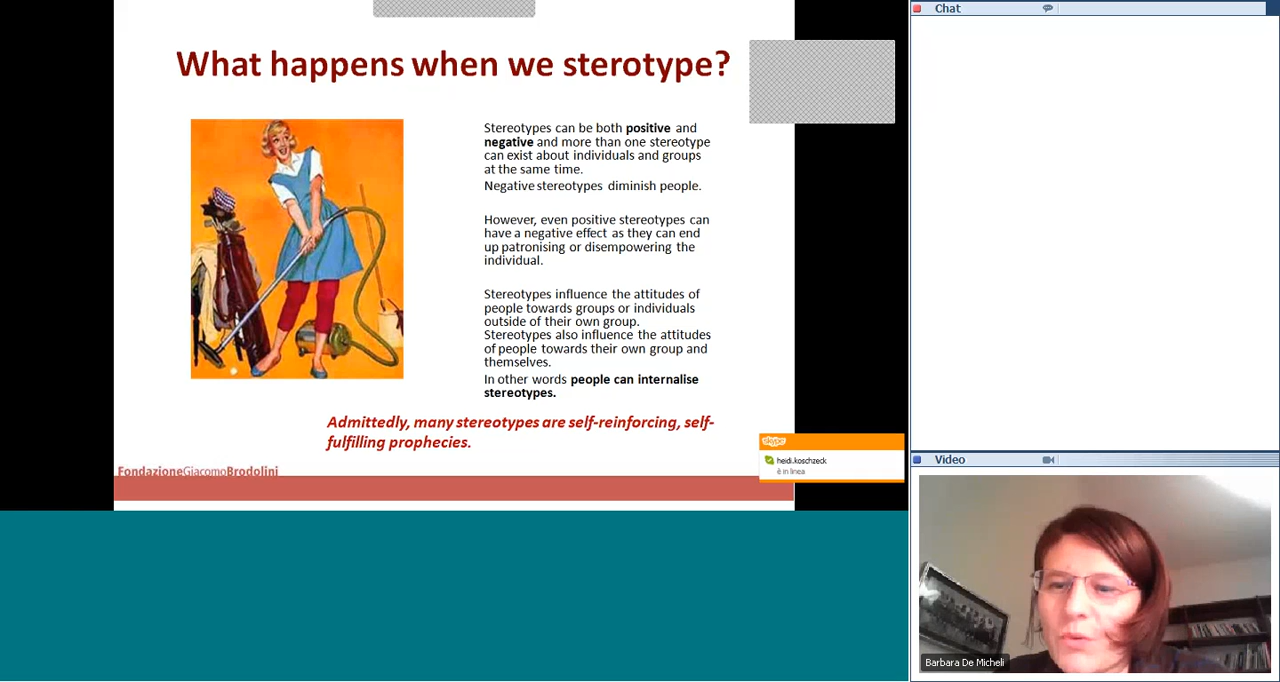 What happens when we sterotype?
Stereotypes can be both positive and
negative and more than one stereotype
can exist about individuals and groups
at the same time.
Negative stereotypes diminish people.
However, even positive stereotypes can
have a negative effect as they can end
up patronising or disempowering the
individual.
Stereotypes influence the attitudes of
people towards groups or individuals
outside of their own group.
Stereotypes also influence the attitudes
of people towards their own group and
themselves.
In other words people can internalise
stereotypes.
Admittedly, many stereotypes are self-reinforcing, self-
fulfilling prophecies.
FondazioneGiacomoBrodolini
skype
heidi.koschzeck
è in linea
Chat
Video
Barbara De Micheli